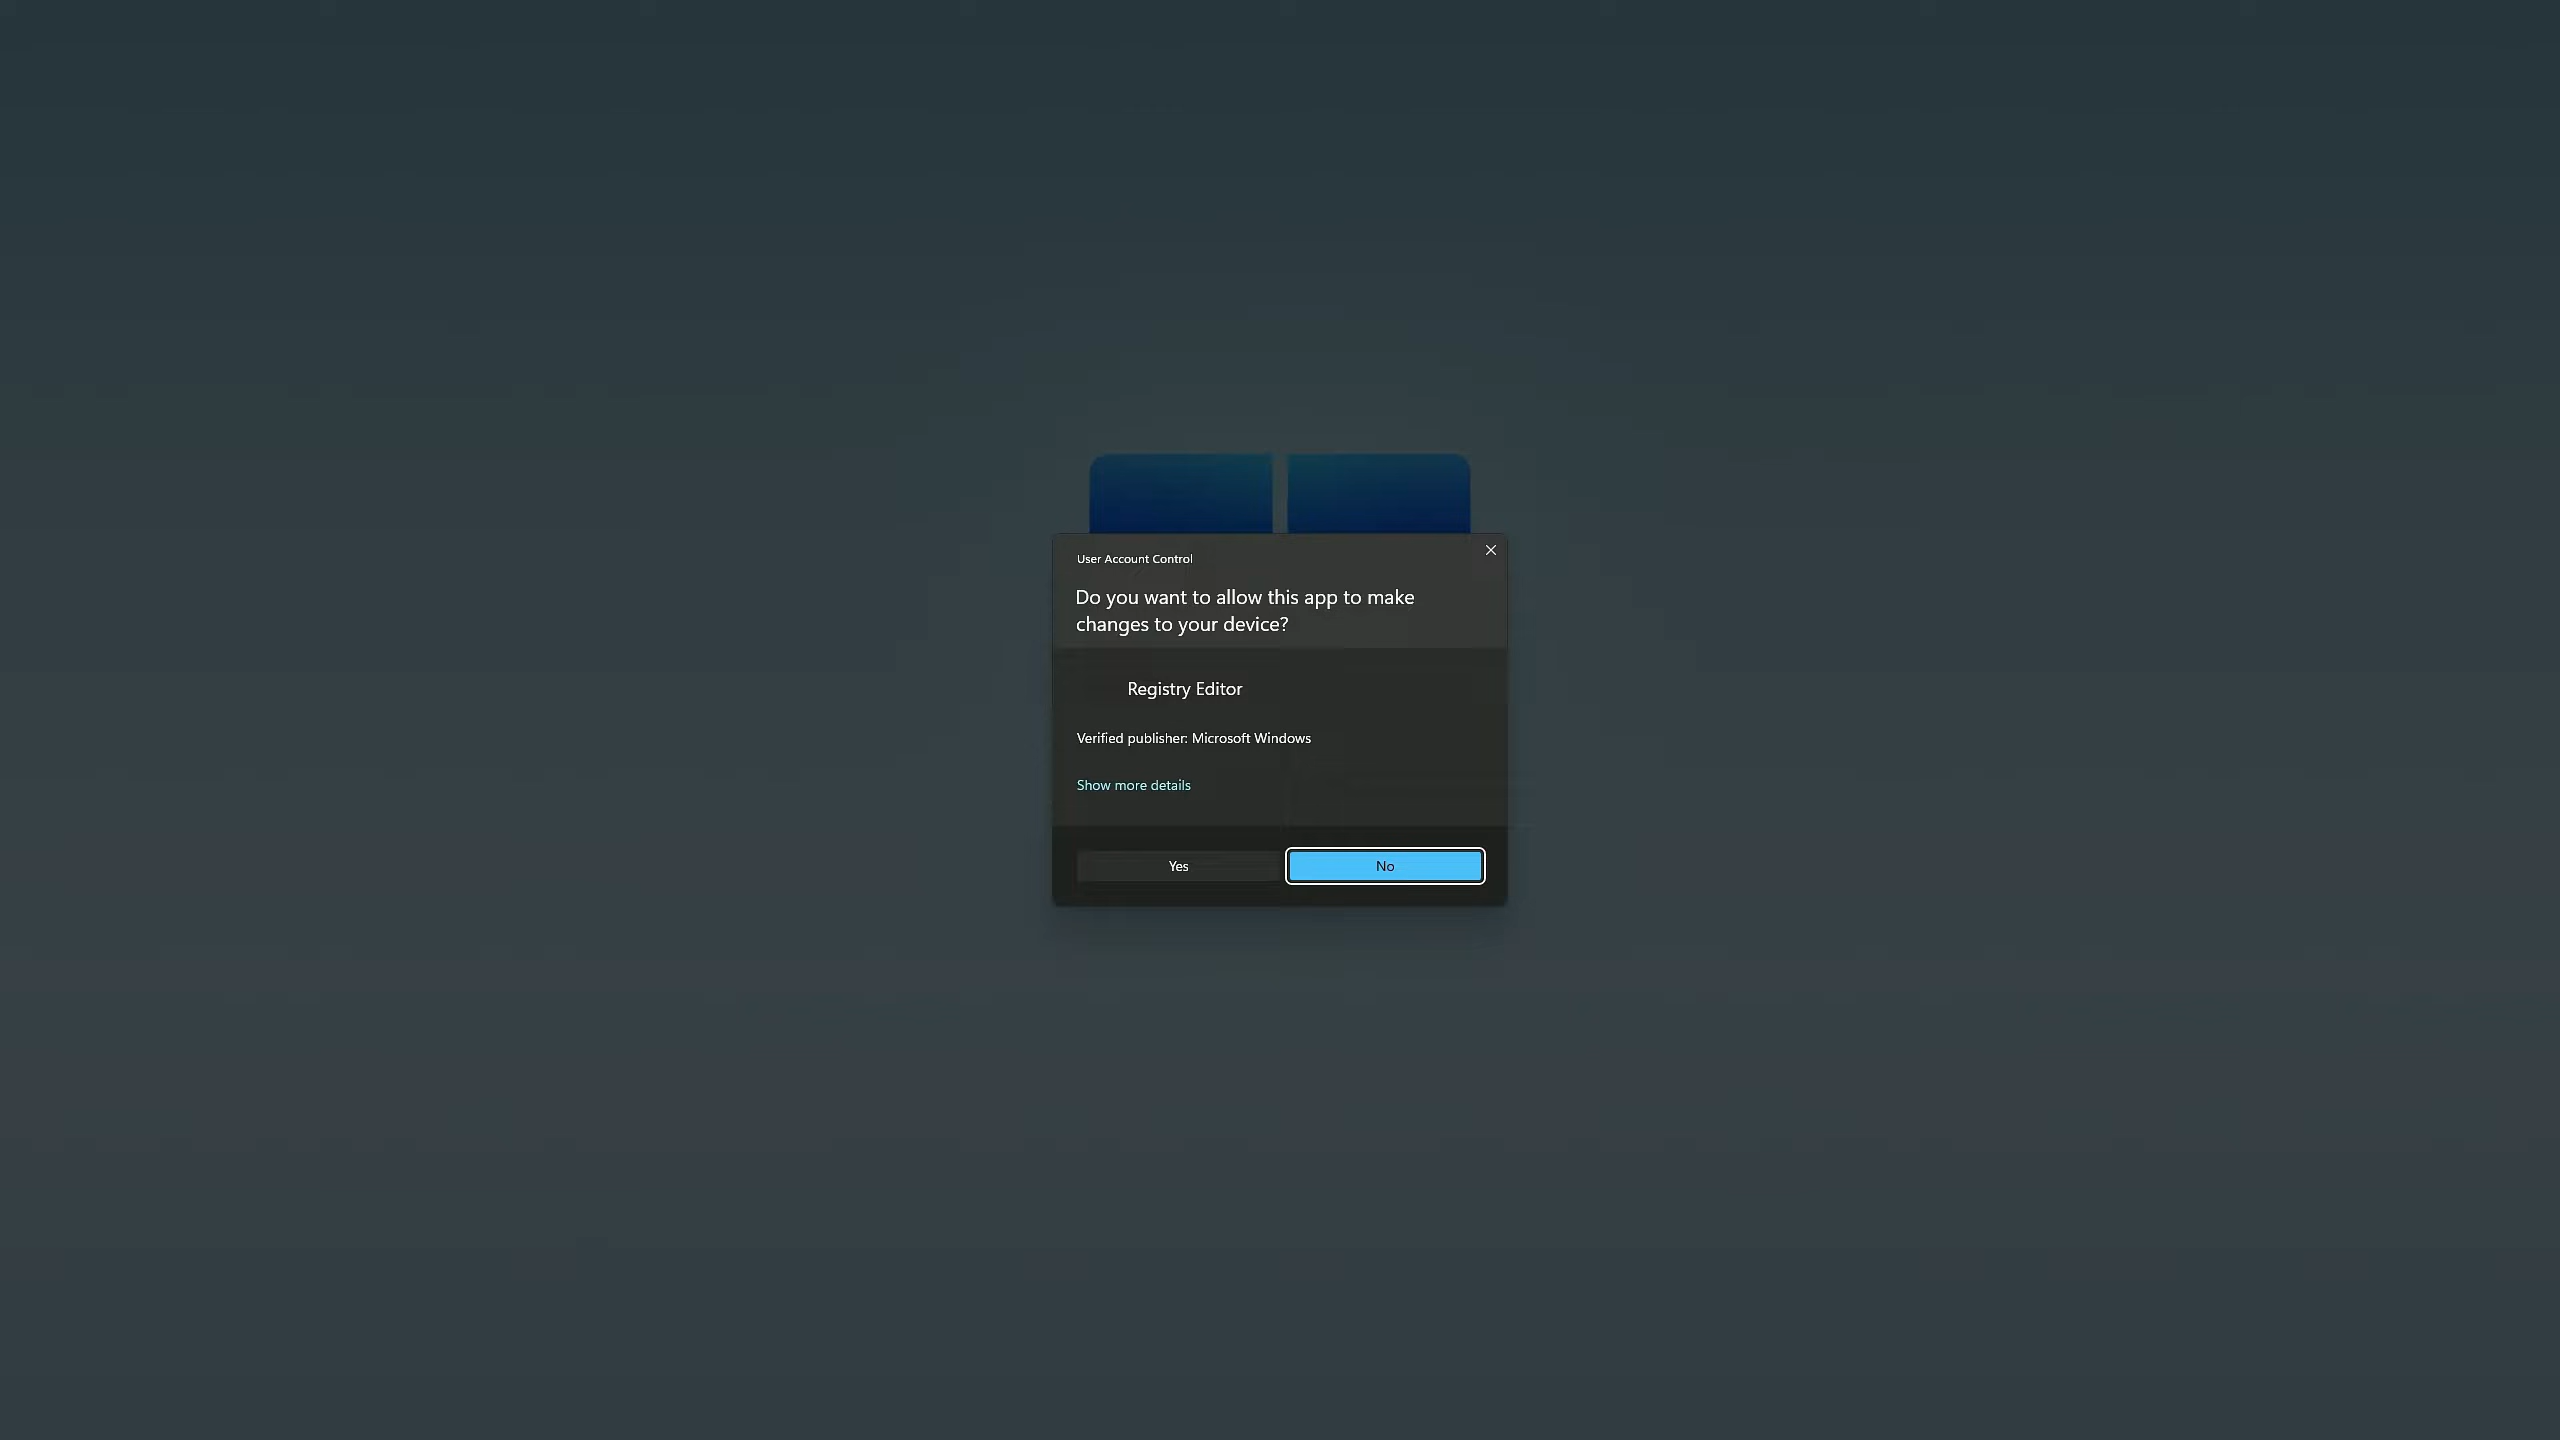 User Account Control
Do you want to allow this app to make
changes to your device?
Registry Editor
Verified publisher: Microsoft Windows
Show more details
Yes
No